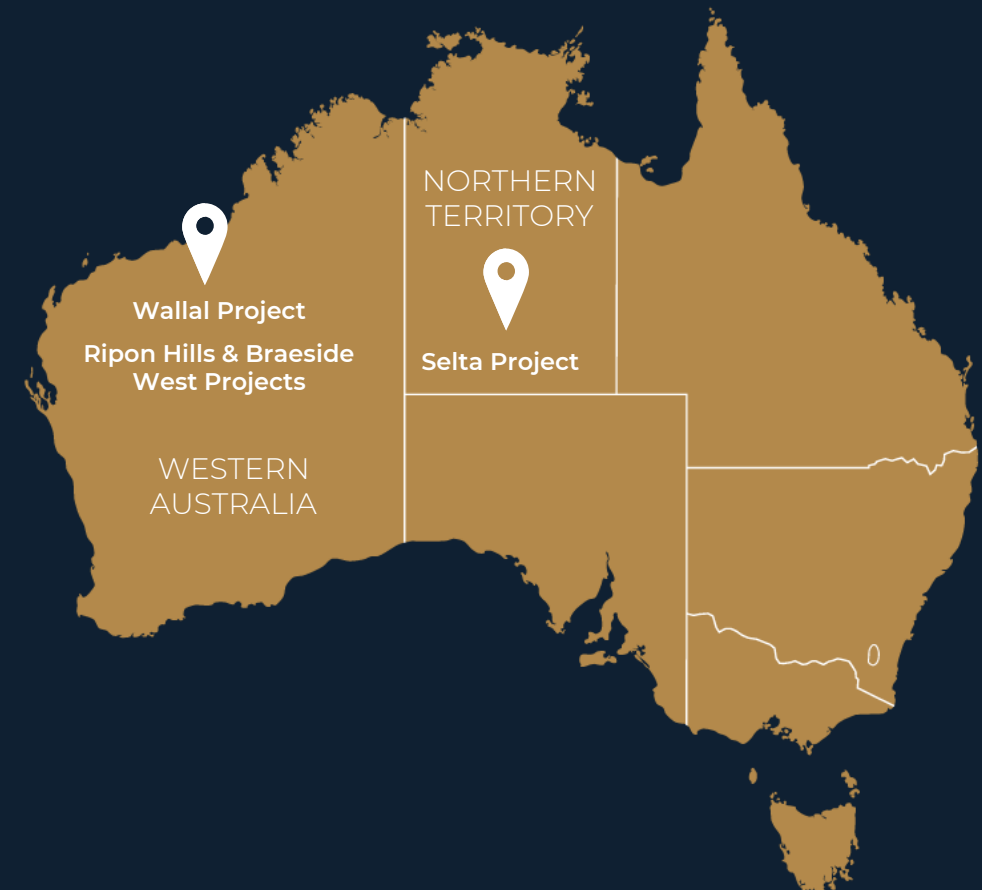 NORTHERN
TERRITORY
Wallal Project
Ripon Hills & Braeside
West Projects
Selta Project
WESTERN
AUSTRALIA